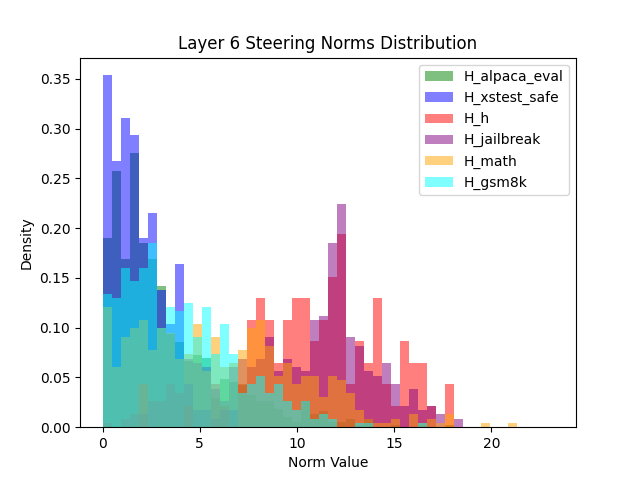 Layer 6 Steering Norms Distribution
H_alpaca_eval
H_xstest_safe
H_h
H_jailbreak
H_math
H_gsm8k
Density
0.35
0.30
0.25
0.20
0.15
0.10
0.05
0.00
0 5 10 15 20
Norm Value